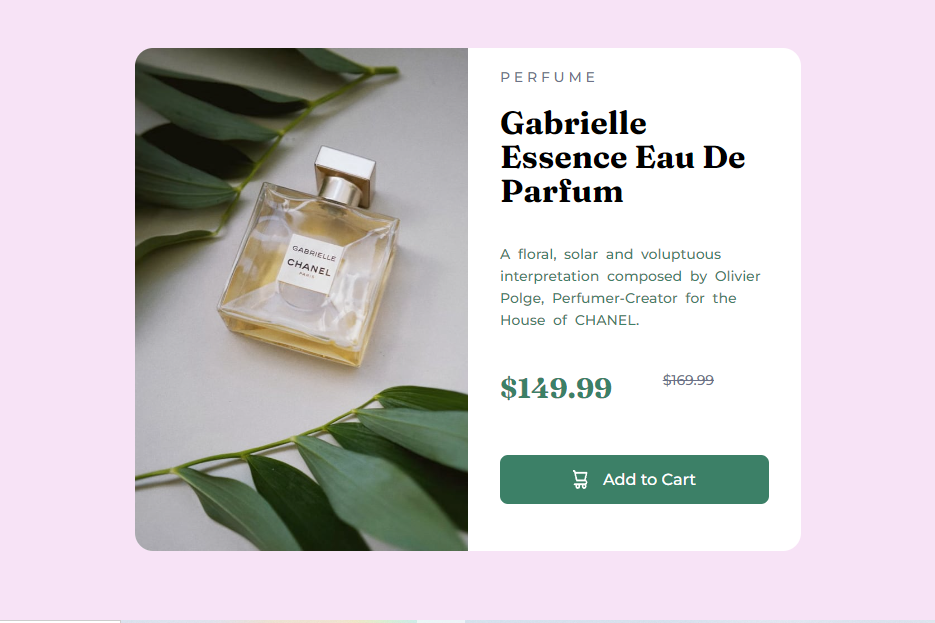 PERFUME
Gabrielle
Essence Eau De
Parfum
A floral, solar and voluptuous
interpretation composed by Olivier
Polge, Perfumer-Creator for the
House of CHANEL.
$149.99
$169.99
Add to Cart
GABRIELLE
CHANEL
PARIS